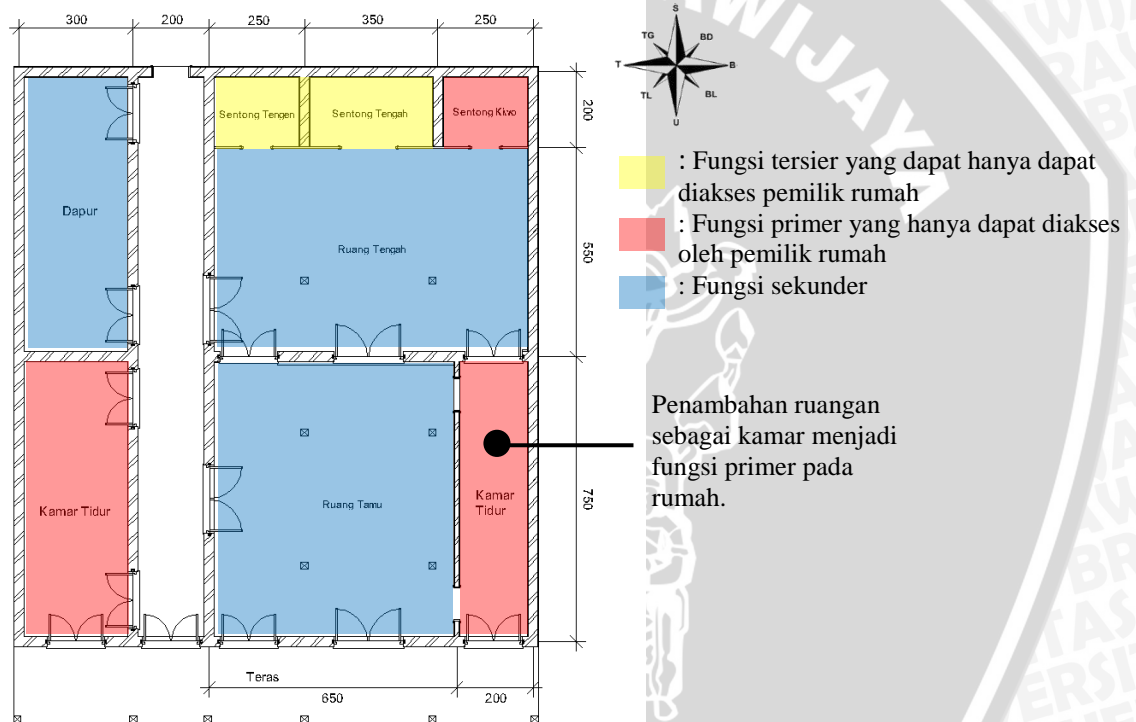 300 200 250 350 250
S
TG BD
T B
TL BL
U
200
550
750
Sentong Tengen
Sentong Tengah
Sentong Kiwo
Dapur
Ruang Tengah
Kamar Tidur
Ruang Tamu
Kamar
Tidur
Teras
650 200
: Fungsi tersier yang dapat hanya dapat
diakses pemilik rumah
: Fungsi primer yang hanya dapat diakses
oleh pemilik rumah
: Fungsi sekunder
Penambahan ruangan
sebagai kamar menjadi
fungsi primer pada
rumah.
AWIJAYA